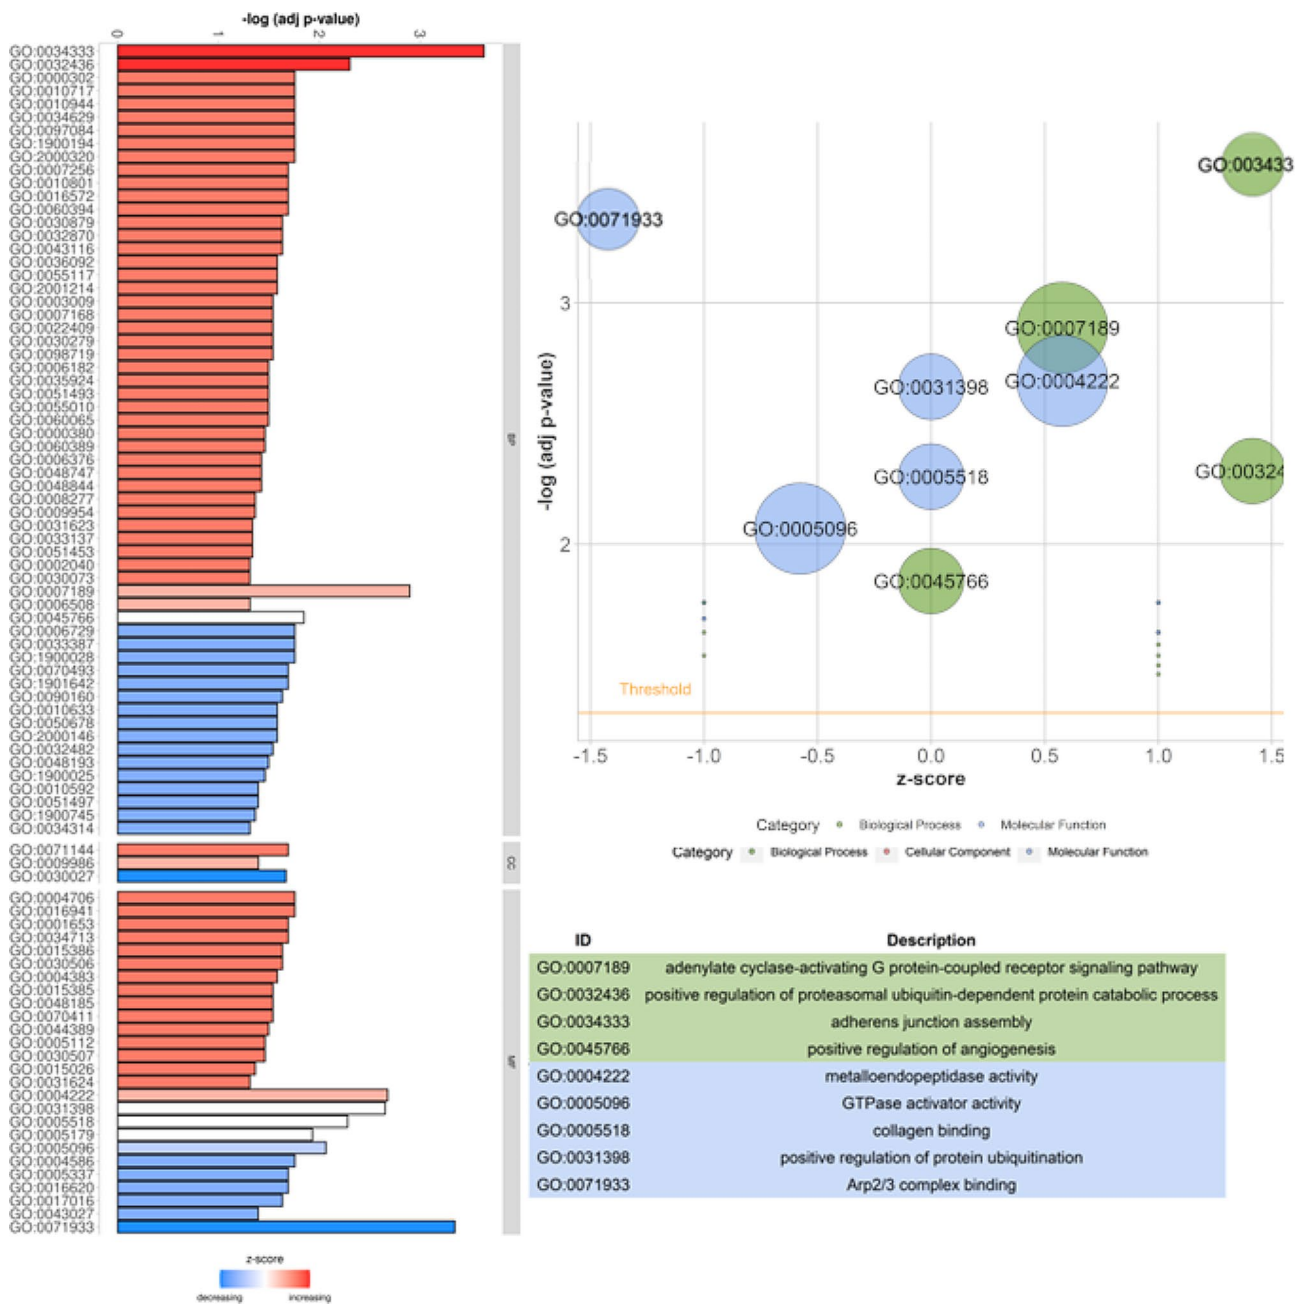 -log (adj p-value)
0 1 2 3
GO:0034333
GO:0032436
GO:0000302
GO:0010717
GO:0010944
GO:0034629
GO:0097084
GO:1900194
GO:2000320
GO:0007256
GO:0010801
GO:0016572
GO:0060394
GO:0030879
GO:0032870
GO:0043116
GO:0036092
GO:0055117
GO:2001214
GO:0003009
GO:0007168
GO:0022409
GO:0030279
GO:0098719
GO:0006182
GO:0035924
GO:0051493
GO:0055010
GO:0060065
GO:0000380
GO:0060389
GO:0006376
GO:0048747
GO:0048844
GO:0008277
GO:0009954
GO:0031623
GO:0033137
GO:0051453
GO:0002040
GO:0030073
GO:0007189
GO:0006508
GO:0045766
GO:0006729
GO:0033387
GO:1900028
GO:0070493
GO:1901642
GO:0090160
GO:0010633
GO:0050678
GO:2000146
GO:0032482
GO:0048193
GO:1900025
GO:0010592
GO:0051497
GO:1900745
GO:0034314
BP
GO:0071144
GO:0009986
GO:0030027
CC
GO:0004706
GO:0016941
GO:0001653
GO:0034713
GO:0015386
GO:0030506
GO:0004383
GO:0015385
GO:0048185
GO:0070411
GO:0044389
GO:0005112
GO:0030507
GO:0015026
GO:0031624
GO:0004222
GO:0031398
GO:0005518
GO:0005179
GO:0005096
GO:0004586
GO:0005337
GO:0016620
GO:0017016
GO:0043027
GO:0071933
MF
z-score
decreasing increasing
GO:003433
GO:0071933
3
GO:0007189
GO:0031398 GO:0004222
-log (adj p-value)
GO:0005518 GO:00324
GO:0005096
2
GO:0045766
Threshold
-1.5 -1.0 -0.5 0.0 0.5 1.0 1.5
z-score
Category Biological Process Molecular Function
Category Biological Process Cellular Component Molecular Function
ID Description
GO:0007189 adenylate cyclase-activating G protein-coupled receptor signaling pathway
GO:0032436 positive regulation of proteasomal ubiquitin-dependent protein catabolic process
GO:0034333 adherens junction assembly
GO:0045766 positive regulation of angiogenesis
GO:0004222 metalloendopeptidase activity
GO:0005096 GTPase activator activity
GO:0005518 collagen binding
GO:0031398 positive regulation of protein ubiquitination
GO:0071933 Arp2/3 complex binding